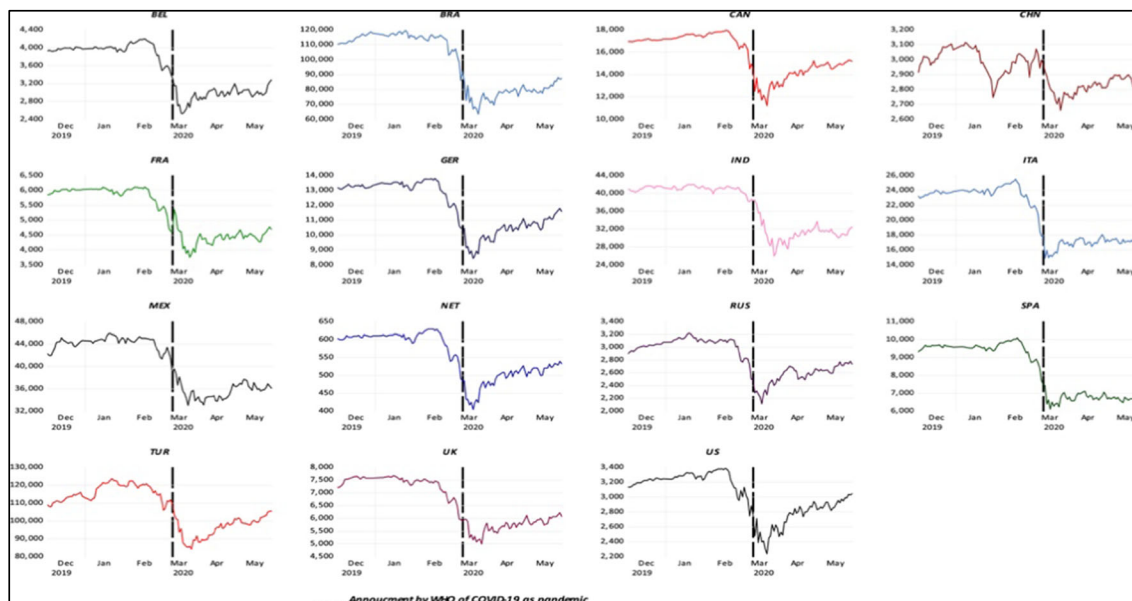 BEL BRA CAN CHN
4,400 4,000 3,600 3,200 2,800 2,400
Dec Jan Feb Mar Apr May
2019 2020
120,000 110,000 100,000 90,000 80,000 70,000 60,000
Dec Jan Feb Mar Apr May
2019 2020
18,000 16,000 14,000 12,000 10,000
Dec Jan Feb Mar Apr May
2019 2020
3,100 3,000 2,900 2,800 2,700 2,600
Dec Jan Feb Mar Apr May
2019 2020
FRA GER IND ITA
6,500 6,000 5,500 5,000 4,500 4,000 3,500
Dec Jan Feb Mar Apr May
2019 2020
14,000 13,000 12,000 11,000 10,000 9,000 8,000
Dec Jan Feb Mar Apr May
2019 2020
44,000 40,000 36,000 32,000 28,000 24,000
Dec Jan Feb Mar Apr May
2019 2020
26,000 24,000 22,000 20,000 18,000 16,000 14,000
Dec Jan Feb Mar Apr May
2019 2020
MEX NET RUS SPA
48,000 44,000 40,000 36,000 32,000
Dec Jan Feb Mar Apr May
2019 2020
650 600 550 500 450 400
Dec Jan Feb Mar Apr May
2019 2020
3,400 3,200 3,000 2,800 2,600 2,400 2,200 2,000
Dec Jan Feb Mar Apr May
2019 2020
11,000 10,000 9,000 8,000 7,000 6,000
Dec Jan Feb Mar Apr May
2019 2020
TUR UK US
130,000 120,000 110,000 100,000 90,000 80,000
Dec Jan Feb Mar Apr May
2019 2020
8,000 7,500 7,000 6,500 6,000 5,500 5,000 4,500
Dec Jan Feb Mar Apr May
2019 2020
3,400 3,200 3,000 2,800 2,600 2,400 2,200
Dec Jan Feb Mar Apr May
2019 2020
Annoucment by WHO of COVID-19 as pandemic